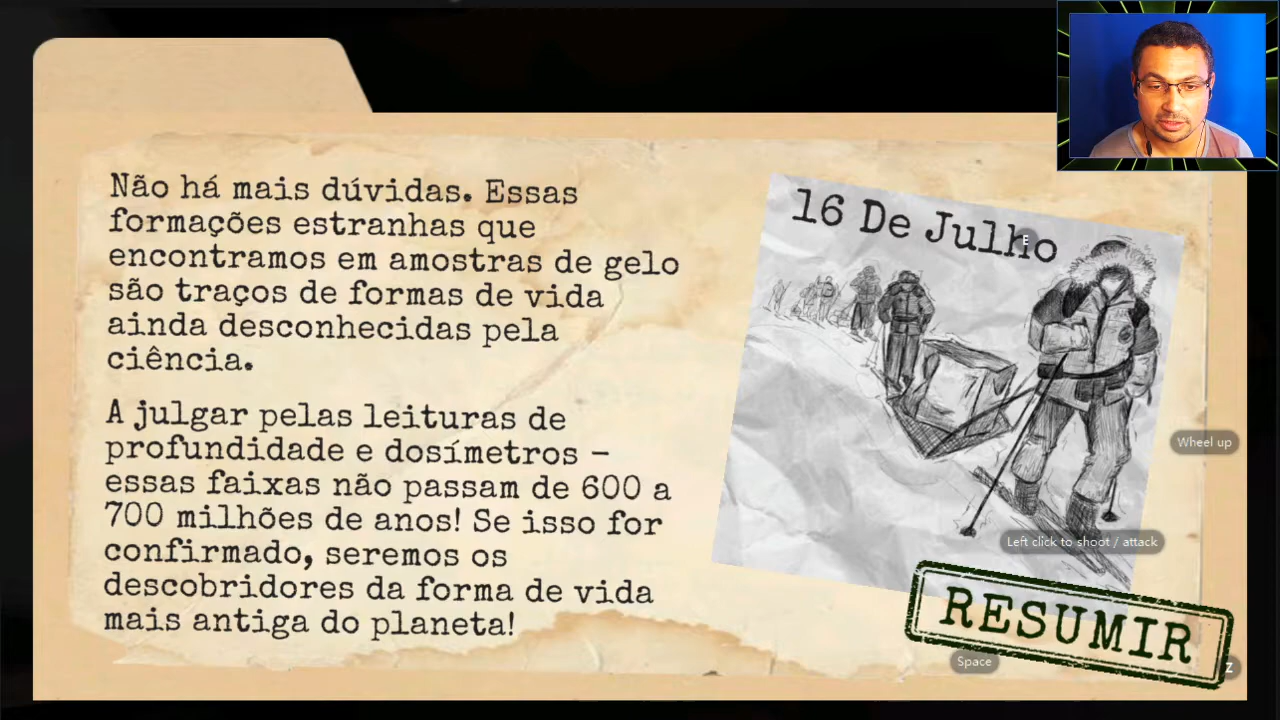 Não há mais dúvidas. Essas
formações estranhas que
encontramos em amostras de gelo
são traços de formas de vida
ainda desconhecidas pela
ciência.
A julgar pelas leituras de
profundidade e dosímetros –
essas faixas não passam de 600 a
700 milhões de anos! Se isso for
confirmado, seremos os
descobridores da forma de vida
mais antiga do planeta!
16 De Julho
E
Wheel up
Left click to shoot / attack
RESUMIR
Space
Z